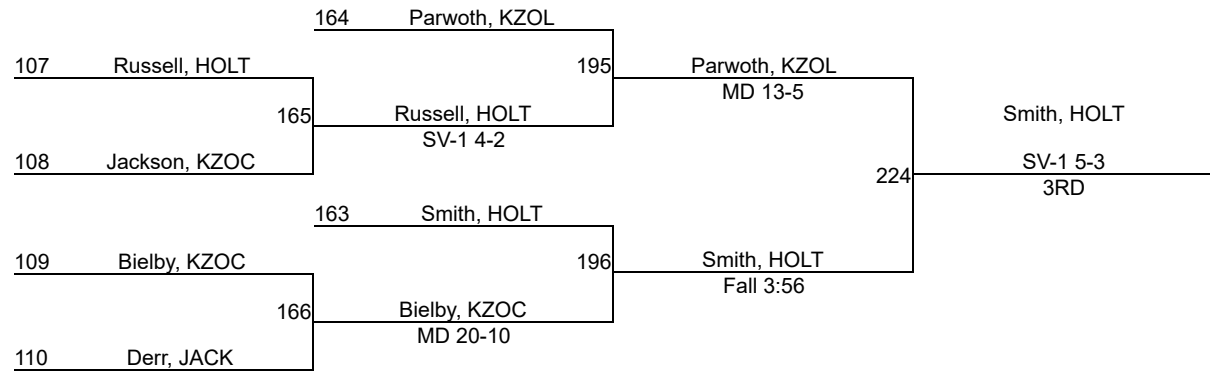 164 Parwoth, KZOL
107 Russell, HOLT
195 Parwoth, KZOL
MD 13-5
165 Russell, HOLT
SV-1 4-2
Smith, HOLT
108 Jackson, KZOC
224 SV-1 5-3
3RD
163 Smith, HOLT
109 Bielby, KZOC
196 Smith, HOLT
Fall 3:56
166 Bielby, KZOC
MD 20-10
110 Derr, JACK